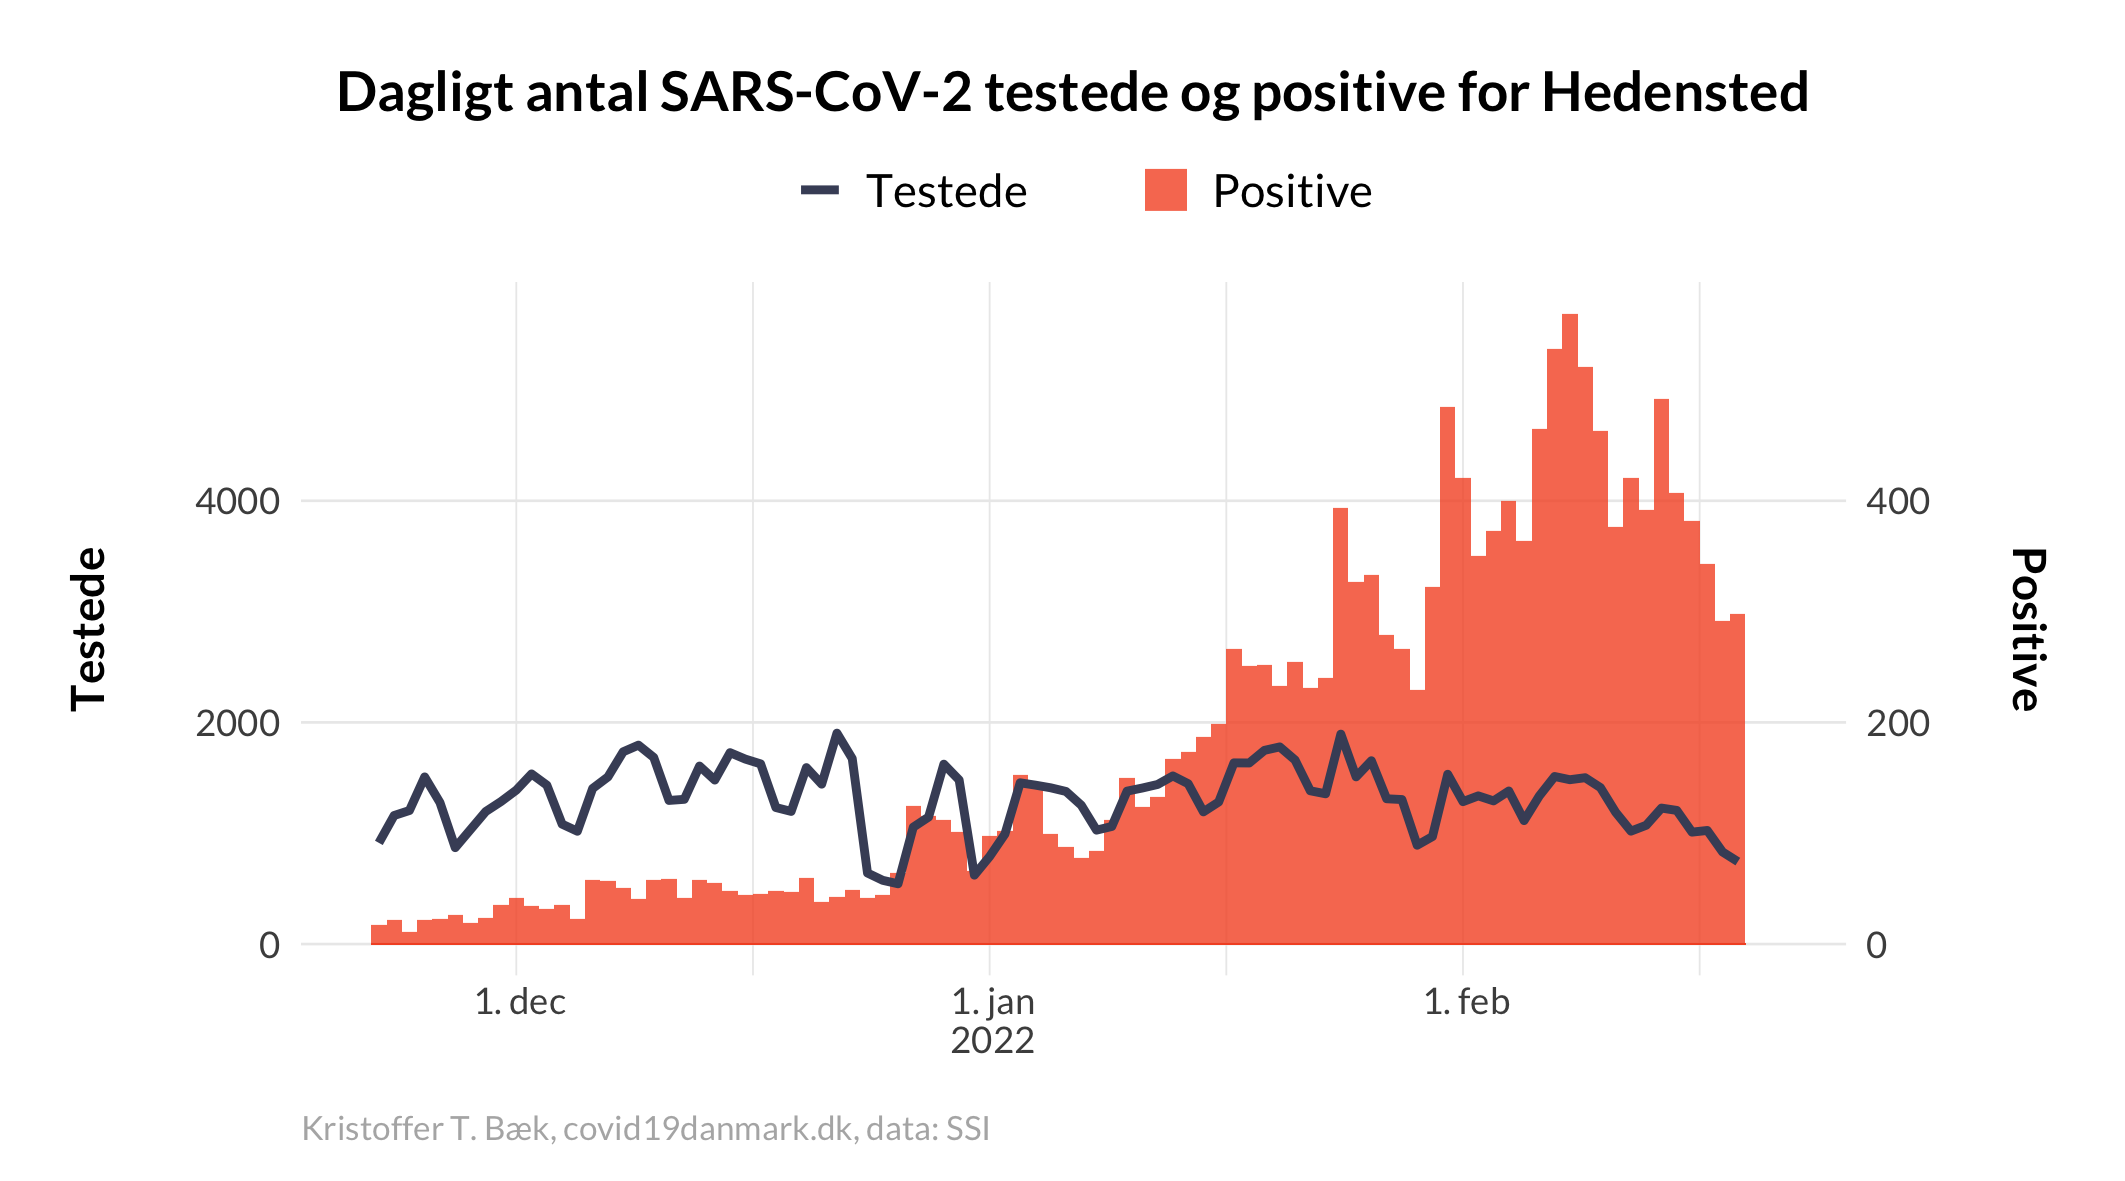 Dagligt antal SARS-CoV-2 testede og positive for Hedensted
Testede
Positive
4000
2000
0
Testede
400
200
0
Positive
1. dec
1. jan
2022
1. feb
Kristoffer T. Bæk, covid19danmark.dk, data: SSI